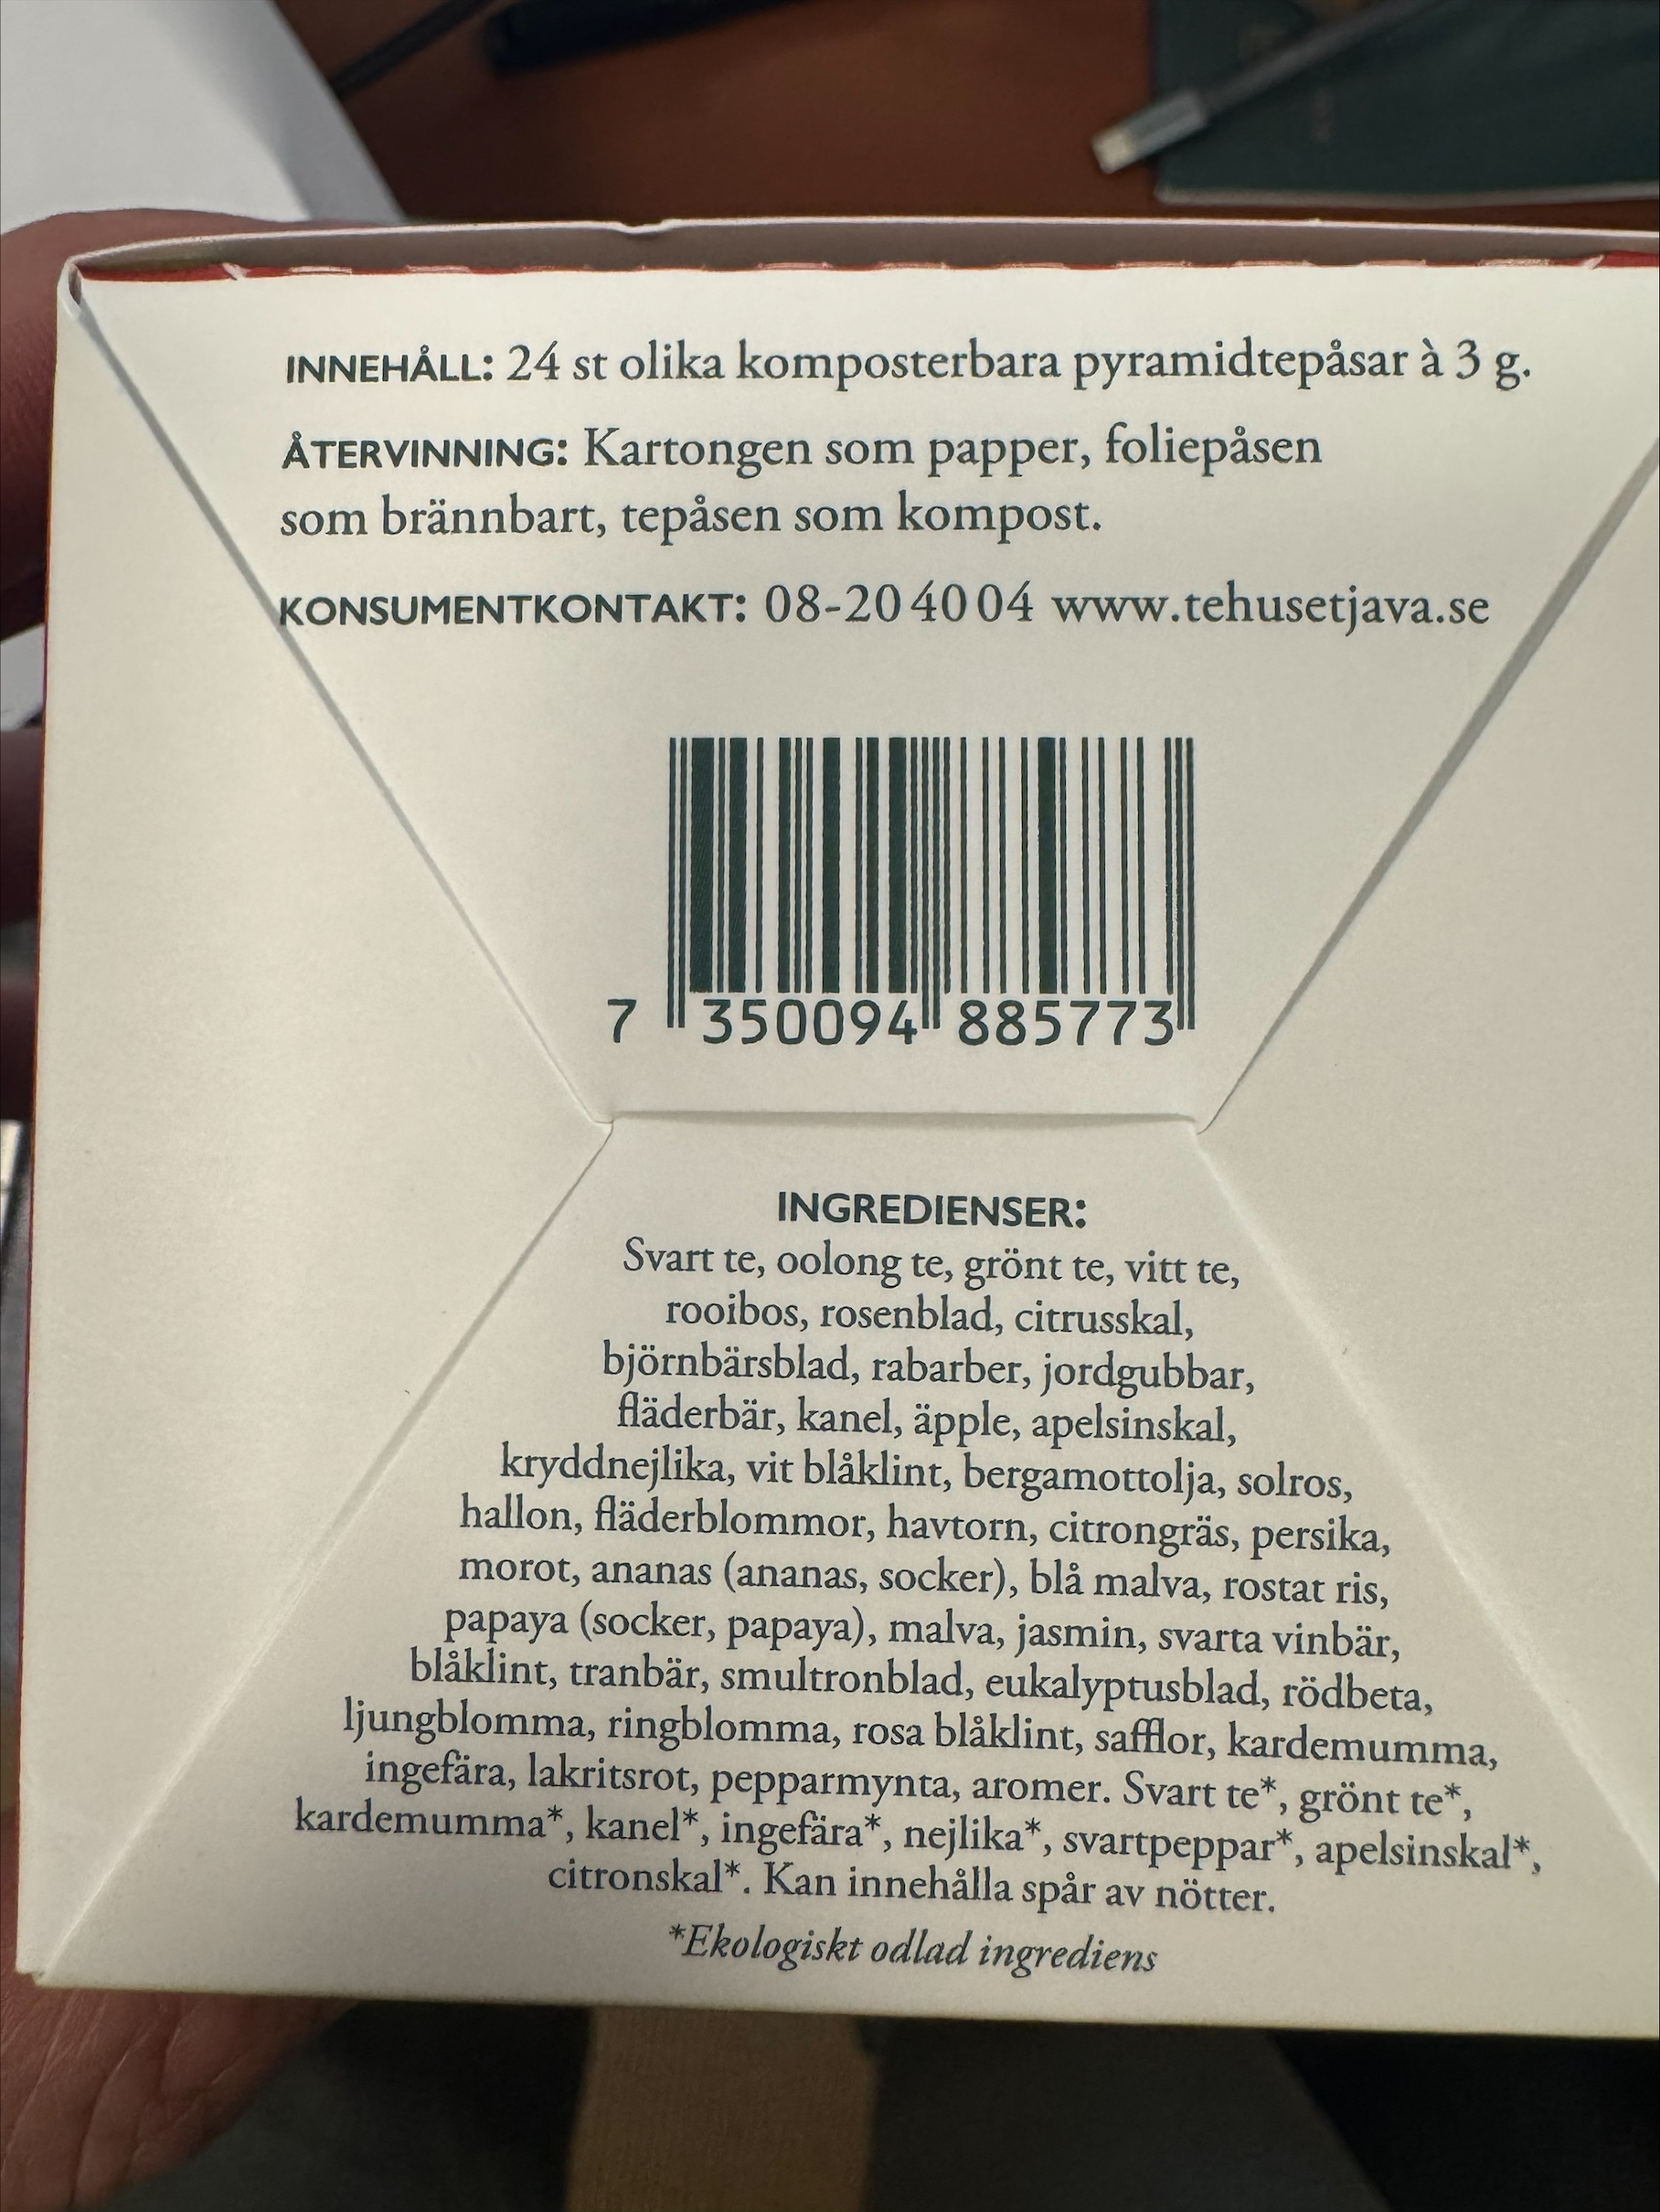 INNEHÅLL: 24 st olika komposterbara pyramidtepåsar à 3 g.
ÅTERVINNING: Kartongen som papper, foliepåsen
som brännbart, tepåsen som kompost.
KONSUMENTKONTAKT: 08-20 40 04 www.tehusetjava.se
7 350094 885773
INGREDIENSER:
Svart te, oolong te, grönt te, vitt te,
rooibos, rosenblad, citrusskal,
björnbärsblad, rabarber, jordgubbar,
fläderbär, kanel, äpple, apelsinskal,
kryddnejlika, vit blåklint, bergamottolja, solros,
hallon, fläderblommor, havtorn, citrongräs, persika,
morot, ananas (ananas, socker), blå malva, rostat ris,
papaya (socker, papaya), malva, jasmin, svarta vinbär,
blåklint, tranbär, smultronblad, eukalyptusblad, rödbeta,
ljungblomma, ringblomma, rosa blåklint, safflor, kardemumma,
ingefära, lakritsrot, pepparmynta, aromer. Svart te*, grönt te*,
kardemumma*, kanel*, ingefära*, nejlika*, svartpeppar*, apelsinskal*,
citronskal*. Kan innehålla spår av nötter.
*Ekologiskt odlad ingrediens